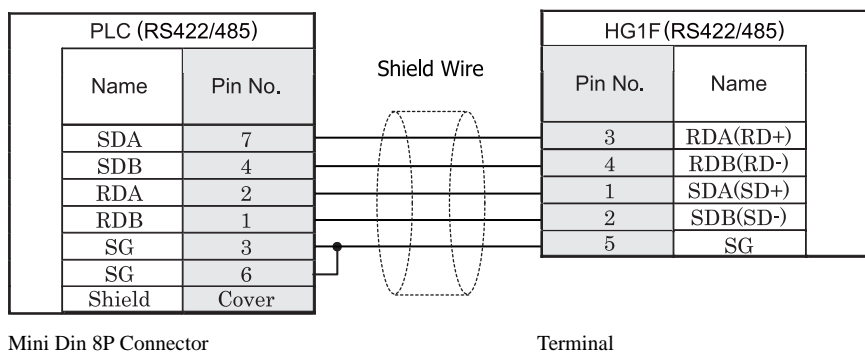 PLC (RS422/485)
HG1F(RS422/485)
Shield Wire
Name Pin No.
Pin No. Name
SDA 7
3 RDA(RD+)
SDB 4
4 RDB(RD-)
RDA 2
1 SDA(SD+)
RDB 1
2 SDB(SD-)
SG 3
5 SG
SG 6
Shield Cover
Mini Din 8P Connector
Terminal